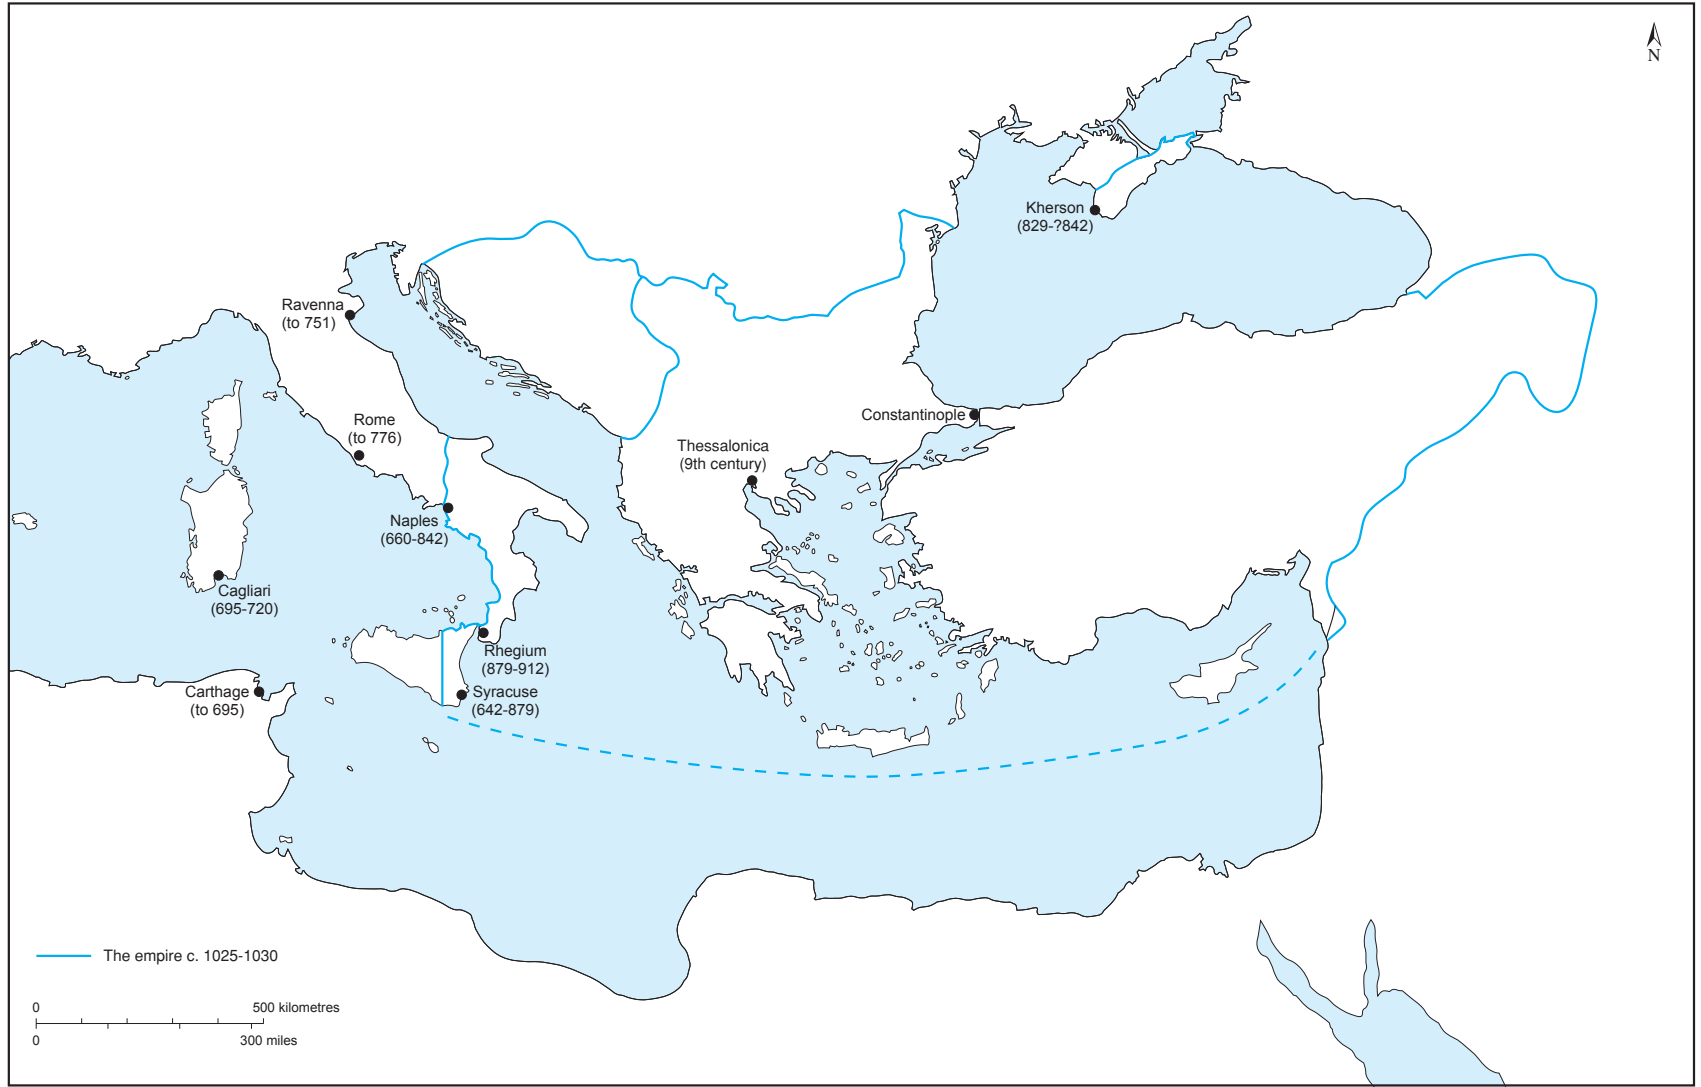 N
Kherson
(829-?842)
Ravenna
(to 751)
Constantinople
Rome
(to 776)
Thessalonica
(9th century)
Naples
(660-842)
Cagliari
(695-720)
Rhegium
(879-912)
Carthage
(to 695)
Syracuse
(642-879)
The empire c. 1025-1030
0 500 kilometres
0 300 miles